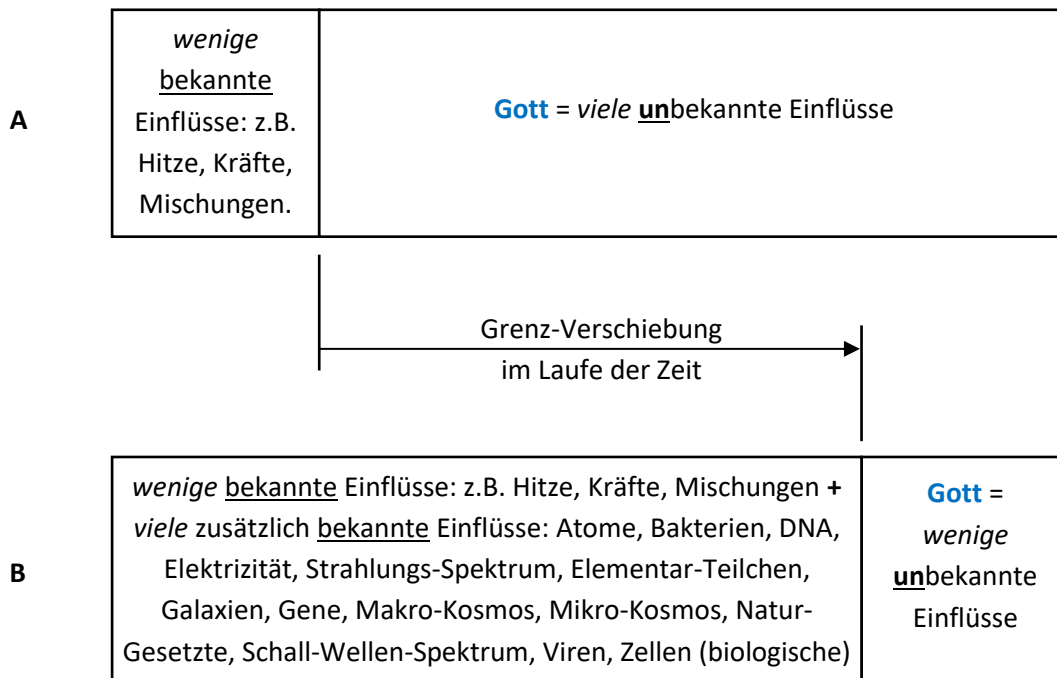 wenige
bekannte
Einflüsse: z.B.
Hitze, Kräfte,
Mischungen.
A
Gott = viele unbekannte Einflüsse
Grenz-Verschiebung
im Laufe der Zeit
B
wenige bekannte Einflüsse: z.B. Hitze, Kräfte, Mischungen +
viele zusätzlich bekannte Einflüsse: Atome, Bakterien, DNA,
Elektrizität, Strahlungs-Spektrum, Elementar-Teilchen,
Galaxien, Gene, Makro-Kosmos, Mikro-Kosmos, Natur-
Gesetzte, Schall-Wellen-Spektrum, Viren, Zellen (biologische)
Gott =
wenige
unbekannte
Einflüsse